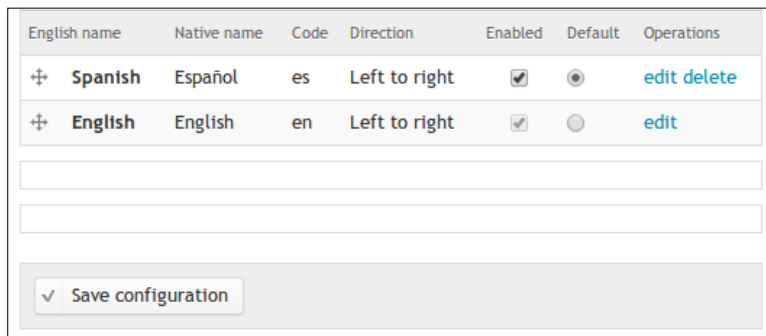 English name Native name Code Direction Enabled Default Operations
Spanish Español es Left to right edit delete
English English en Left to right edit
Save configuration